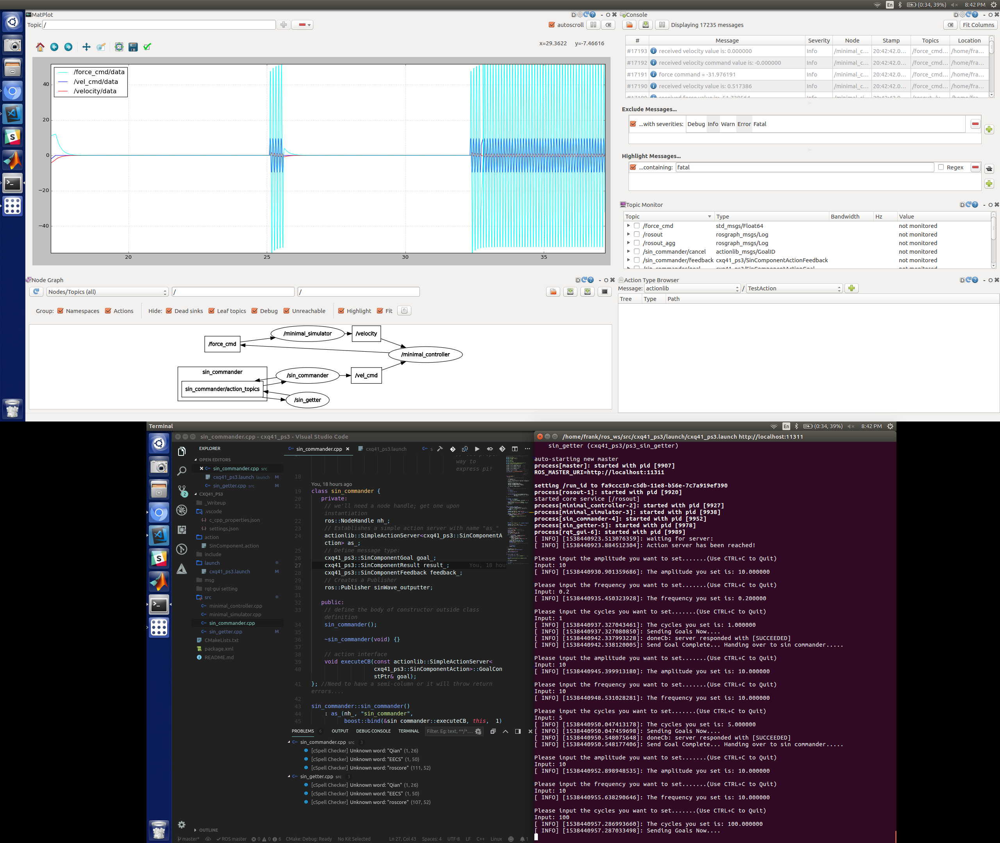 En (0:34, 39%) 8:42 PM
MatPlot
Topic /
autoscroll
x=29.3622 y=-7.46616
/force_cmd/data
/vel_cmd/data
/velocity/data
40
20
0
−20
−40
20 25 30 35
Console
Displaying 17235 messages
Fit Columns
# Message Severity Node Stamp Topics Location
#17193 received velocity value is: 0.000000 Info /minimal_c... 20:42:42.0... /force_cmd... /home/fra...
#17192 received velocity command value is: -0.000000 Info /minimal_c... 20:42:42.0... /force_cmd... /home/fra...
#17191 force command = -31.976191 Info /minimal_c... 20:42:42.0... /force_cmd... /home/fra...
#17190 received velocity value is: 0.517386 Info /minimal_c... 20:42:42.0... /force_cmd... /home/fra...
Exclude Messages...
...with severities: Debug Info Warn Error Fatal
Highlight Messages...
...containing: fatal Regex
Topic Monitor
Topic Type Bandwidth Hz Value
/force_cmd std_msgs/Float64 not monitored
/rosout rosgraph_msgs/Log not monitored
/rosout_agg rosgraph_msgs/Log not monitored
/sin_commander/cancel actionlib_msgs/GoalID not monitored
/sin_commander/feedback cxq41_ps3/SinComponentActionFeedback not monitored
Node Graph
Nodes/Topics (all) / /
Group: Namespaces Actions Hide: Dead sinks Leaf topics Debug Unreachable Highlight Fit
/minimal_simulator
/velocity
/force_cmd
/minimal_controller
sin_commander
/sin_commander
/vel_cmd
sin_commander/action_topics
/sin_getter
Action Type Browser
Message: actionlib / TestAction
Tree Type Path
Terminal
En (0:34, 39%) 8:42 PM
sin_commander.cpp - cxq41_ps3 - Visual Studio Code
EXPLORER
OPEN EDITORS
sin_commander.cpp src
cxq41_ps3.launch launch M
sin_getter.cpp src M
CXQ41_PS3
_Writeup
.vscode
c_cpp_properties.json
settings.json
action
SinComponent.action
include
launch
cxq41_ps3.launch M
msg
rqt-gui setting
src
minimal_controller.cpp
minimal_simulator.cpp
sin_commander.cpp
sin_getter.cpp M
CMakeLists.txt
package.xml
README.md
OUTLINE
2
sin_commander.cpp
cxq41_ps3.launch
way to
express pi!
18
You, 18 hours ago
19 class sin_commander {
20 private:
21 // we'll need a node handle; get one upon
instantiation
22 ros::NodeHandle nh_;
23 // Establishes a simple action server with name "as_"
24 actionlib::SimpleActionServer<cxq41_ps3::SinComponentA
ction> as_;
25 // Define message type:
26 cxq41_ps3::SinComponentGoal goal_;
27 cxq41_ps3::SinComponentResult result_; You, 18 hou
28 cxq41_ps3::SinComponentFeedback feedback_;
29 // Creates a Publisher
30 ros::Publisher sinWave_outputter;
31
32 public:
33 // define the body of constructor outside class
definition
34 sin_commander();
35
36 ~sin_commander(void) {}
37
38 // action interface
39 void executeCB(const actionlib::SimpleActionServer<
40 cxq41_ps3::SinComponentAction>::GoalCon
stPtr& goal);
41 }; //Need to have a semi-column or it will throw return
errors....
42
43 sin_commander::sin_commander()
44 : as_(nh_, "sin_commander",
45 boost::bind(&sin_commander::executeCB, this, _1)
PROBLEMS 6 OUTPUT DEBUG CONSOLE TERMINAL Filter. Eg: text, **/*....
sin_commander.cpp src 3
[cSpell Checker] Unknown word: "Qian" (1, 26)
[cSpell Checker] Unknown word: "EECS" (1, 50)
[cSpell Checker] Unknown word: "roscore" (111, 52)
sin_getter.cpp src 3
[cSpell Checker] Unknown word: "Qian" (1, 26)
[cSpell Checker] Unknown word: "EECS" (1, 50)
[cSpell Checker] Unknown word: "roscore" (107, 52)
master* ROS master 0 0 6 CMake: Debug: Ready No Kit Selected Ln 27, Col 43 Spaces: 4 UTF-8 LF C++ Linux 1
/home/frank/ros_ws/src/cxq41_ps3/launch/cxq41_ps3.launch http://localhost:11311
sin_getter (cxq41_ps3/ps3_sin_getter)
auto-starting new master
process[master]: started with pid [9907]
ROS_MASTER_URI=http://localhost:11311
setting /run_id to fa9ccc10-c5db-11e8-b56e-7c7a919ef390
process[rosout-1]: started with pid [9920]
started core service [/rosout]
process[minimal_controller-2]: started with pid [9927]
process[minimal_simulator-3]: started with pid [9938]
process[sin_commander-4]: started with pid [9952]
process[sin_getter-5]: started with pid [9978]
process[rqt_gui-6]: started with pid [9989]
[ INFO] [1538440923.513076359]: waiting for server:
[ INFO] [1538440923.884512304]: Action server has been reached!
Please input the amplitude you want to set.......(Use CTRL+C to Quit)
Input: 10
[ INFO] [1538440930.901359686]: The amplitude you set is: 10.000000
Please input the frequency you want to set.......(Use CTRL+C to Quit)
Input: 0.2
[ INFO] [1538440935.450323928]: The frequency you set is: 0.200000
Please input the cycles you want to set.......(Use CTRL+C to Quit)
Input: 1
[ INFO] [1538440937.327043461]: The cycles you set is: 1.000000
[ INFO] [1538440937.327080850]: Sending Goals Now....
[ INFO] [1538440942.337993228]: doneCb: server responded with [SUCCEEDED]
[ INFO] [1538440942.338120005]: Send Goal Complete... Handing over to sin commander.....
Please input the amplitude you want to set.......(Use CTRL+C to Quit)
Input: 10
[ INFO] [1538440945.399913180]: The amplitude you set is: 10.000000
Please input the frequency you want to set.......(Use CTRL+C to Quit)
Input: 10
[ INFO] [1538440948.531028281]: The frequency you set is: 10.000000
Please input the cycles you want to set.......(Use CTRL+C to Quit)
Input: 5
[ INFO] [1538440950.047413178]: The cycles you set is: 5.000000
[ INFO] [1538440950.047459698]: Sending Goals Now....
[ INFO] [1538440950.548075648]: doneCb: server responded with [SUCCEEDED]
[ INFO] [1538440950.548177406]: Send Goal Complete... Handing over to sin commander.....
Please input the amplitude you want to set.......(Use CTRL+C to Quit)
Input: 10
[ INFO] [1538440952.898948535]: The amplitude you set is: 10.000000
Please input the frequency you want to set.......(Use CTRL+C to Quit)
Input: 10
[ INFO] [1538440955.638290646]: The frequency you set is: 10.000000
Please input the cycles you want to set.......(Use CTRL+C to Quit)
Input: 100
[ INFO] [1538440957.286993660]: The cycles you set is: 100.000000
[ INFO] [1538440957.287033498]: Sending Goals Now....